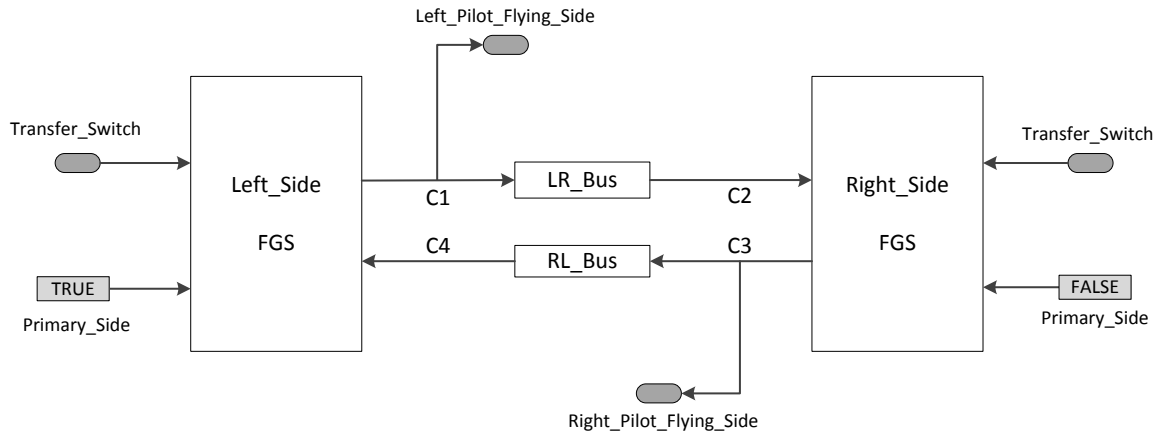 Left_Pilot_Flying_Side
Transfer_Switch
Transfer_Switch
Left_Side
FGS
LR_Bus
Right_Side
FGS
C1
C2
C4
C3
RL_Bus
TRUE
FALSE
Primary_Side
Primary_Side
Right_Pilot_Flying_Side